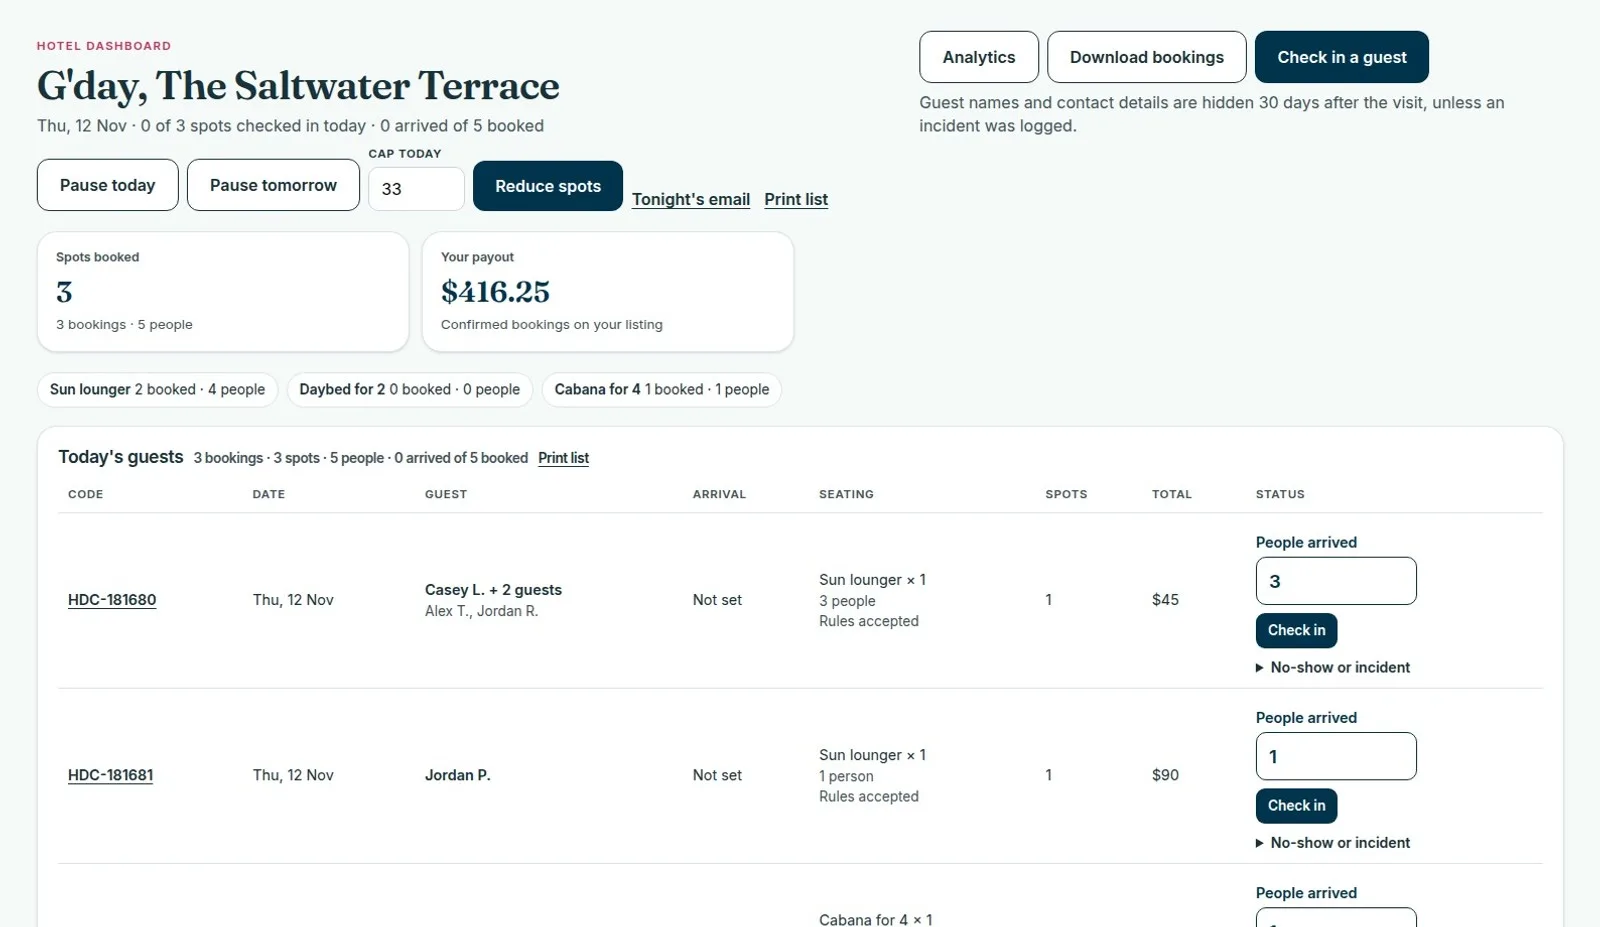 HOTEL DASHBOARD
G'day, The Saltwater Terrace
Thu, 12 Nov · 0 of 3 spots checked in today · 0 arrived of 5 booked
Analytics
Download bookings
Check in a guest
Guest names and contact details are hidden 30 days after the visit, unless an
incident was logged.
Pause today
Pause tomorrow
CAP TODAY
33
Reduce spots
Tonight's email
Print list
Spots booked
3
3 bookings · 5 people
Your payout
$416.25
Confirmed bookings on your listing
Sun lounger 2 booked · 4 people
Daybed for 2 0 booked · 0 people
Cabana for 4 1 booked · 1 people
Today's guests 3 bookings · 3 spots · 5 people · 0 arrived of 5 booked Print list
CODE DATE GUEST ARRIVAL SEATING SPOTS TOTAL STATUS
HDC-181680
Thu, 12 Nov
Casey L. + 2 guests
Alex T., Jordan R.
Not set
Sun lounger × 1
3 people
Rules accepted
1
$45
People arrived
3
Check in
No-show or incident
HDC-181681
Thu, 12 Nov
Jordan P.
Not set
Sun lounger × 1
1 person
Rules accepted
1
$90
People arrived
1
Check in
No-show or incident
Cabana for 4 × 1
People arrived